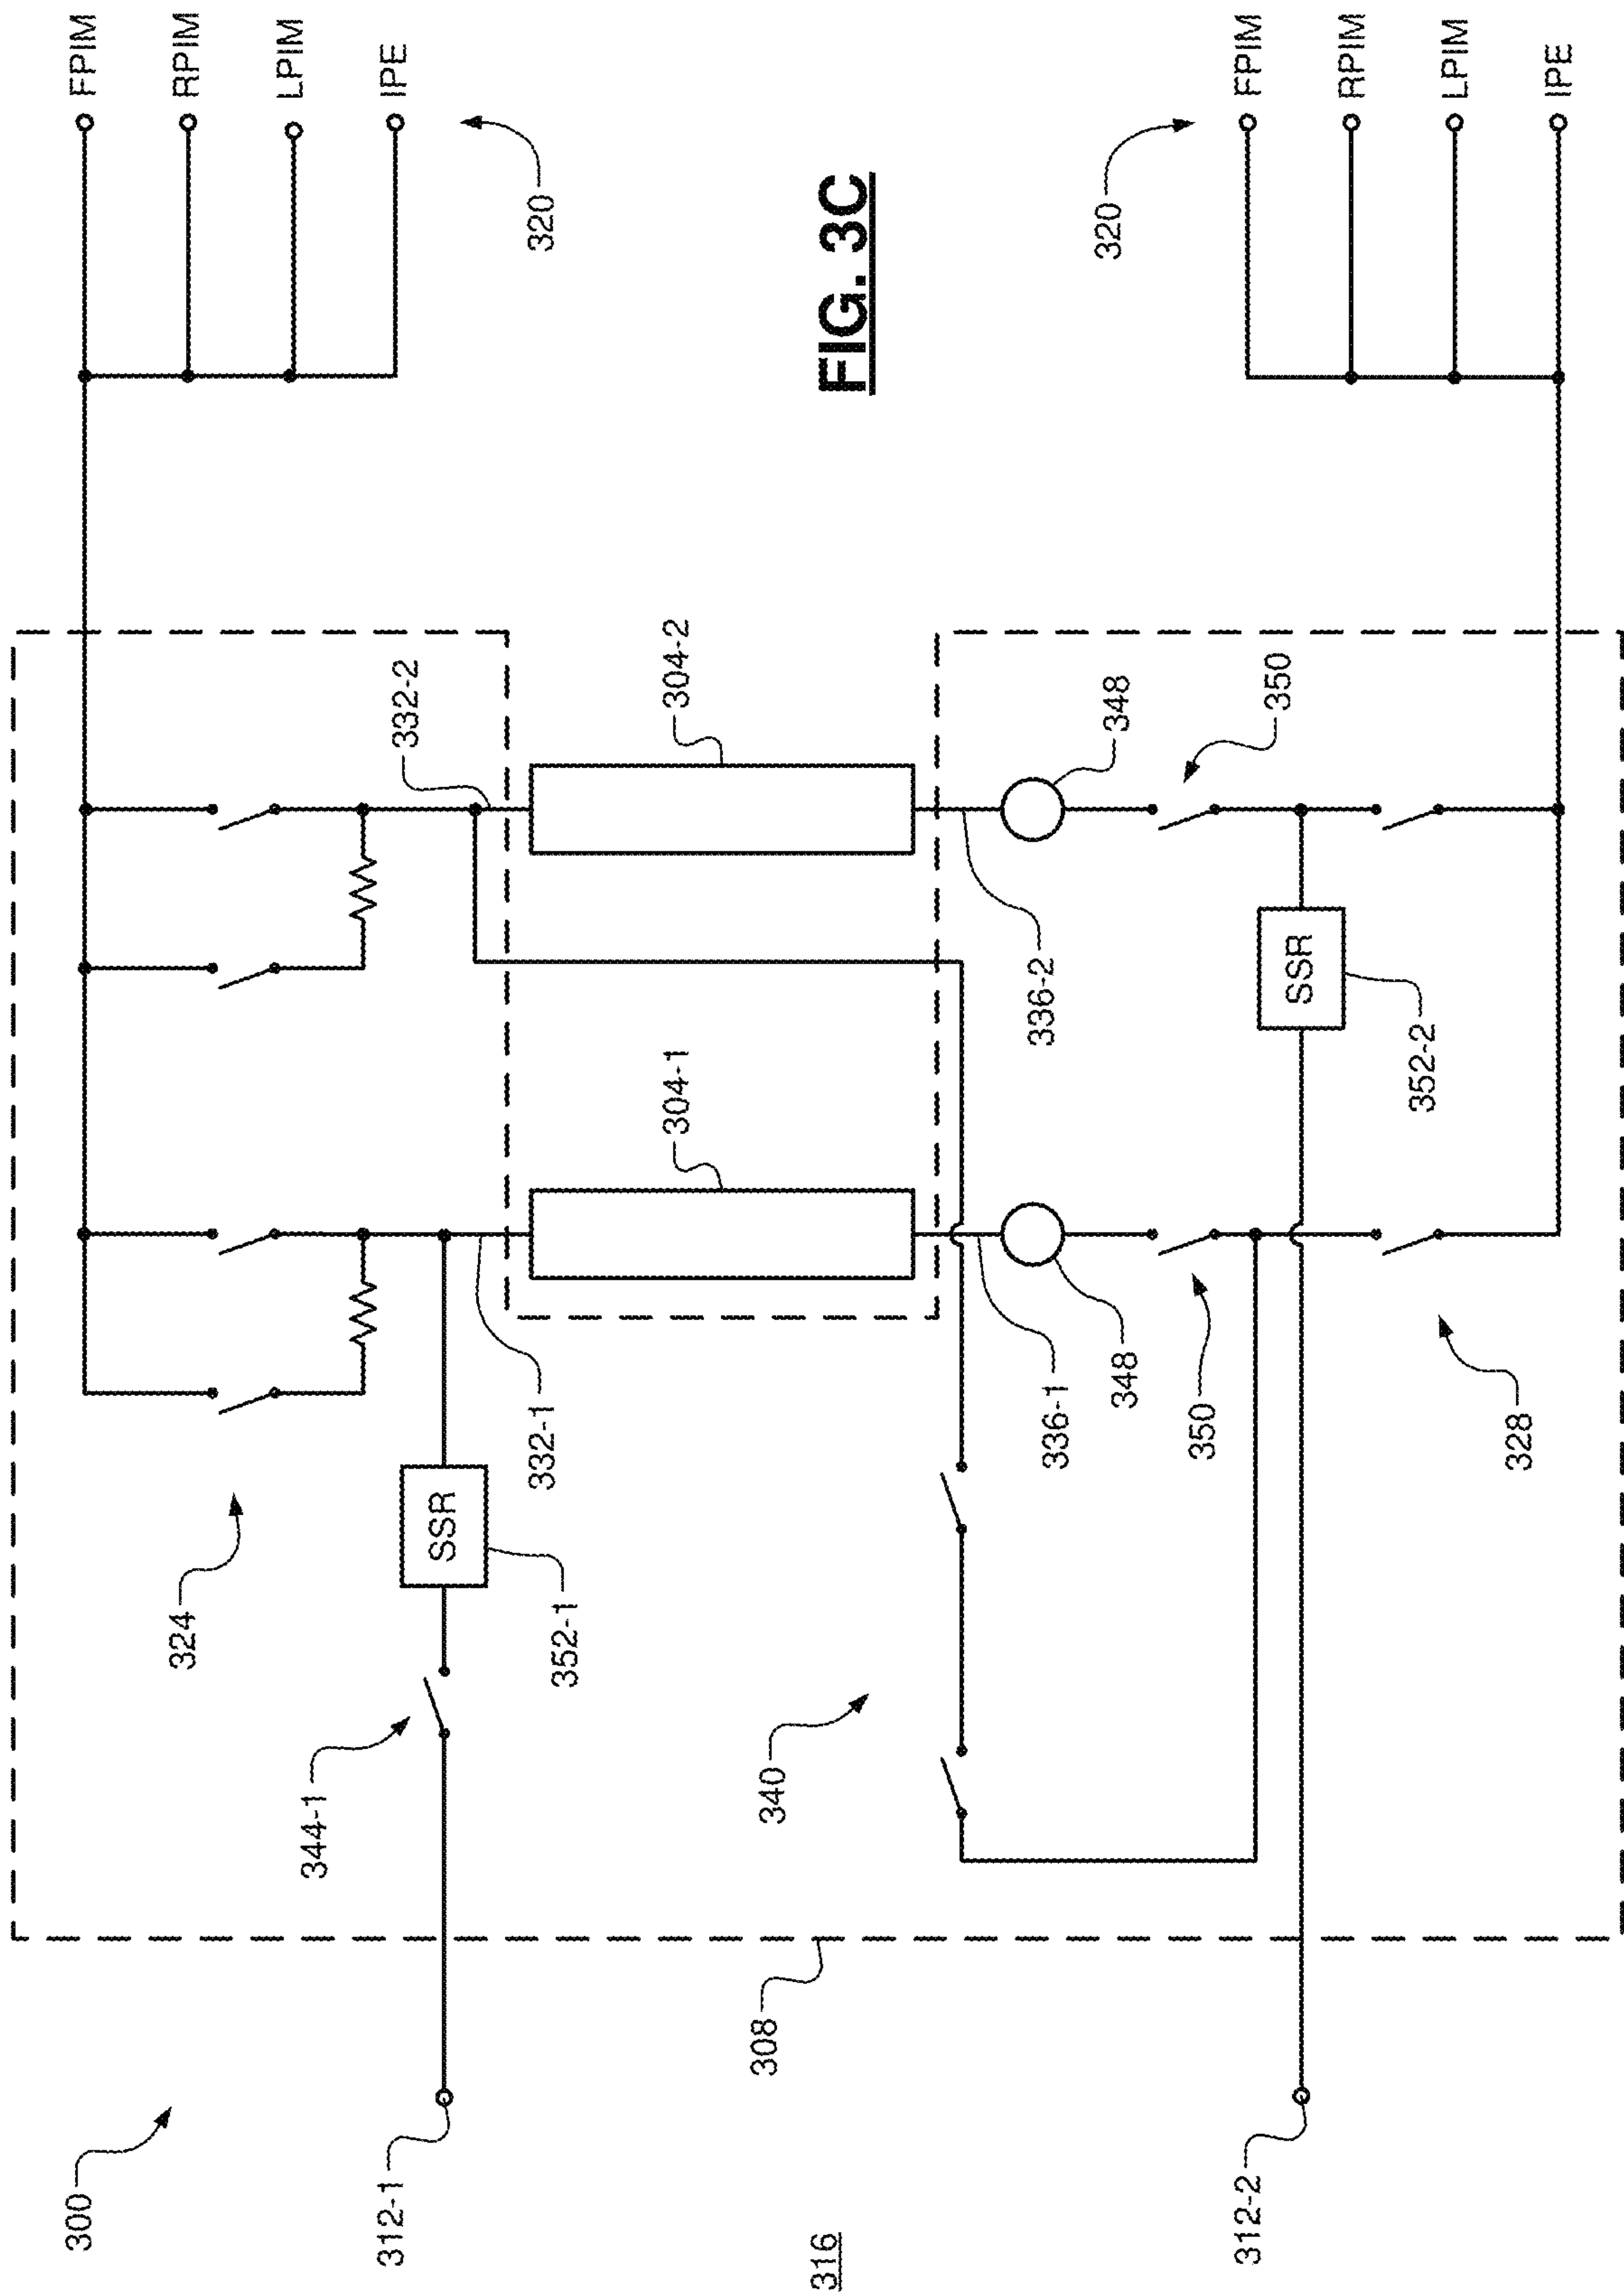 300
312-1
316
312-2
308
344-1
324
352-1
SSR
332-1
340
328
350
348
336-1
304-1
352-2
SSR
336-2
304-2
332-2
348
350
FPIM
RPIM
LPIM
IPE
320
FIG. 3C
320
FPIM
RPIM
LPIM
IPE